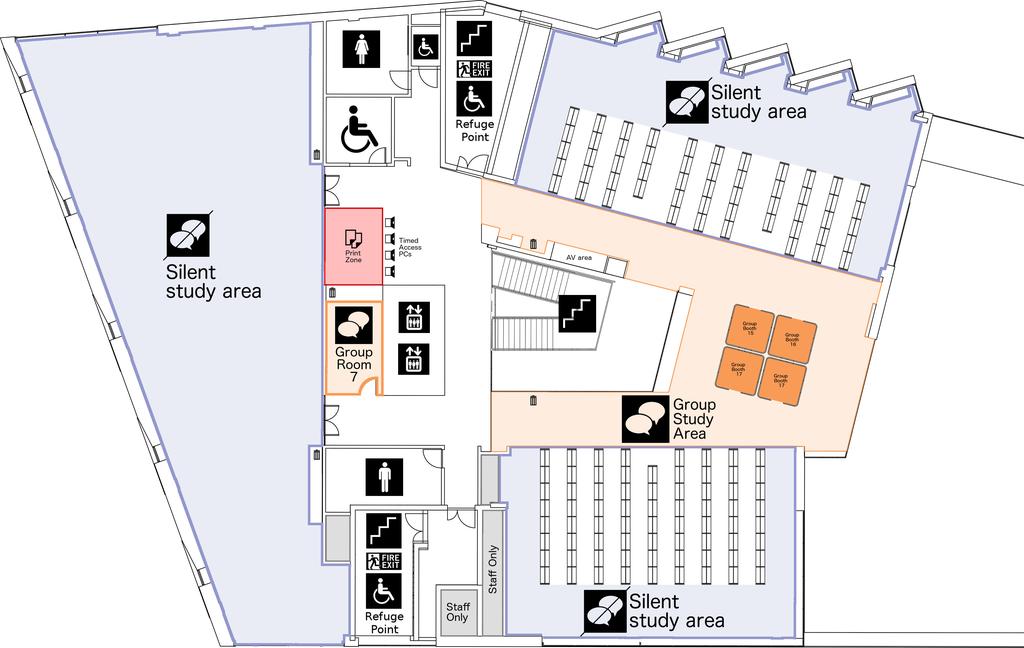 FIRE
EXIT
Refuge
Point
Silent
study area
Silent
study area
Print
Zone
Timed
Access
PCs
AV area
Group
Room
7
Group
Booth
15
Group
Booth
16
Group
Booth
17
Group
Booth
17
Group
Study
Area
FIRE
EXIT
Refuge
Point
Staff
Only
Staff Only
Silent
study area